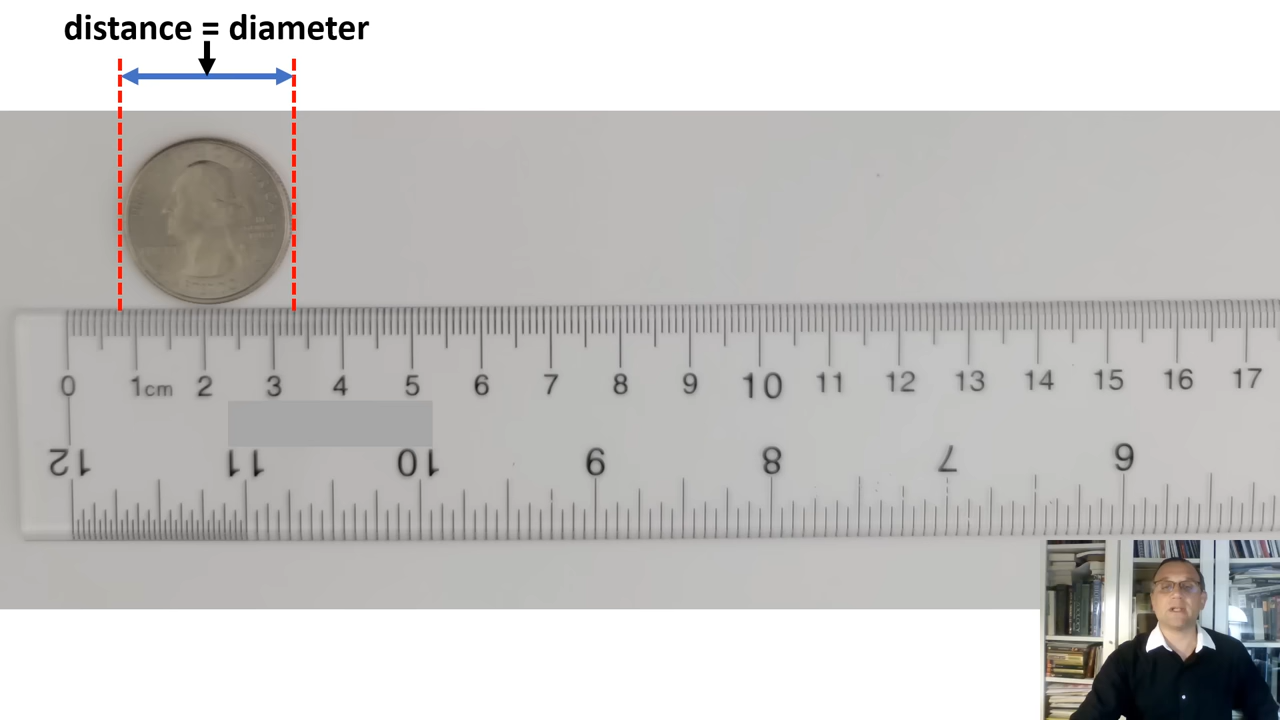 distance = diameter
0 1cm 2 3 4 5 6 7 8 9 10 11 12 13 14 15 16 17
12 11 10 9 8 7 6